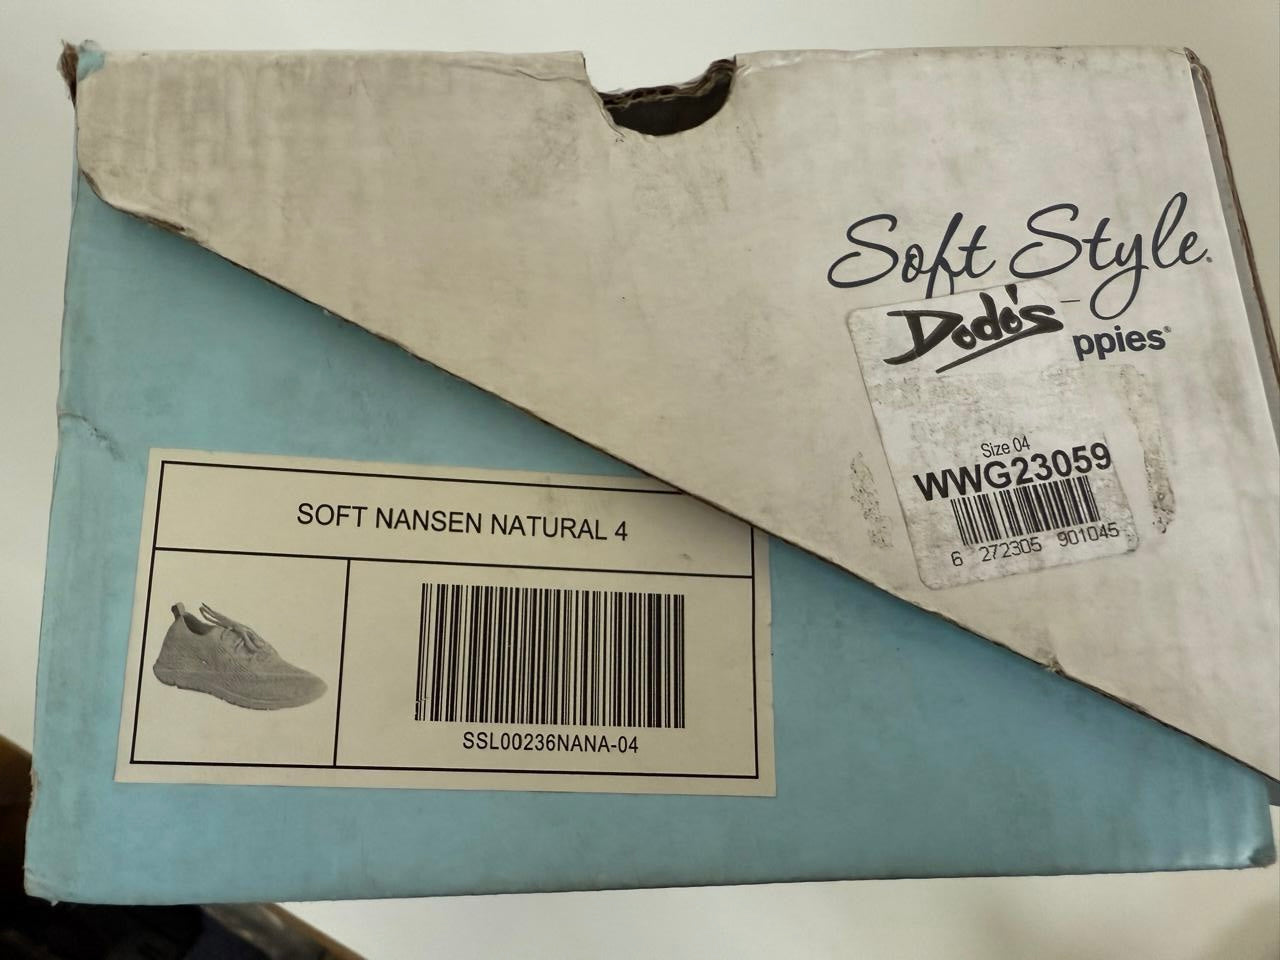 Soft Style.
Dodo's
ppies®
Size 04
WWG23059
6 272305 901045
SOFT NANSEN NATURAL 4
SSL00236NANA-04